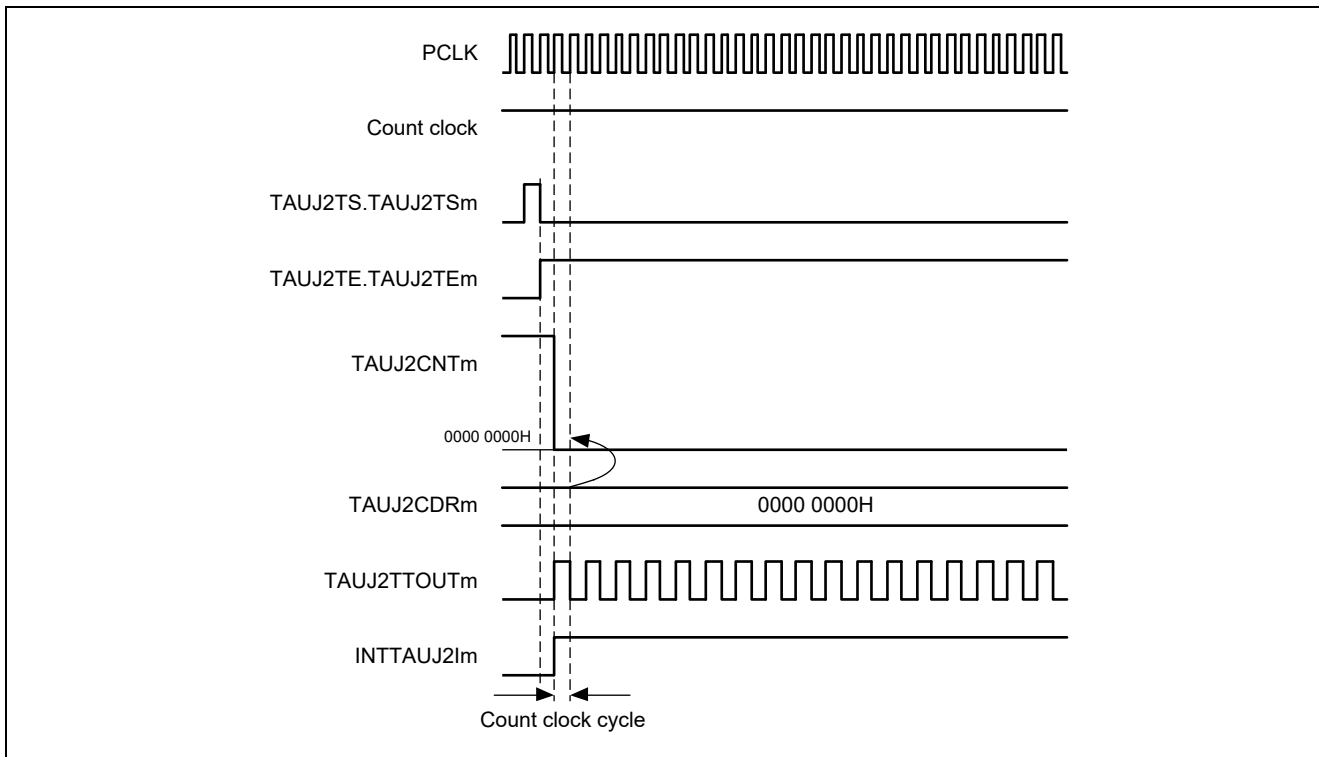 PCLK
Count clock
TAUJ2TS.TAUJ2TSm
TAUJ2TE.TAUJ2TEm
TAUJ2CNTm
0000 0000H
TAUJ2CDRm
0000 0000H
TAUJ2TTOUTm
INTTAUJ2Im
Count clock cycle